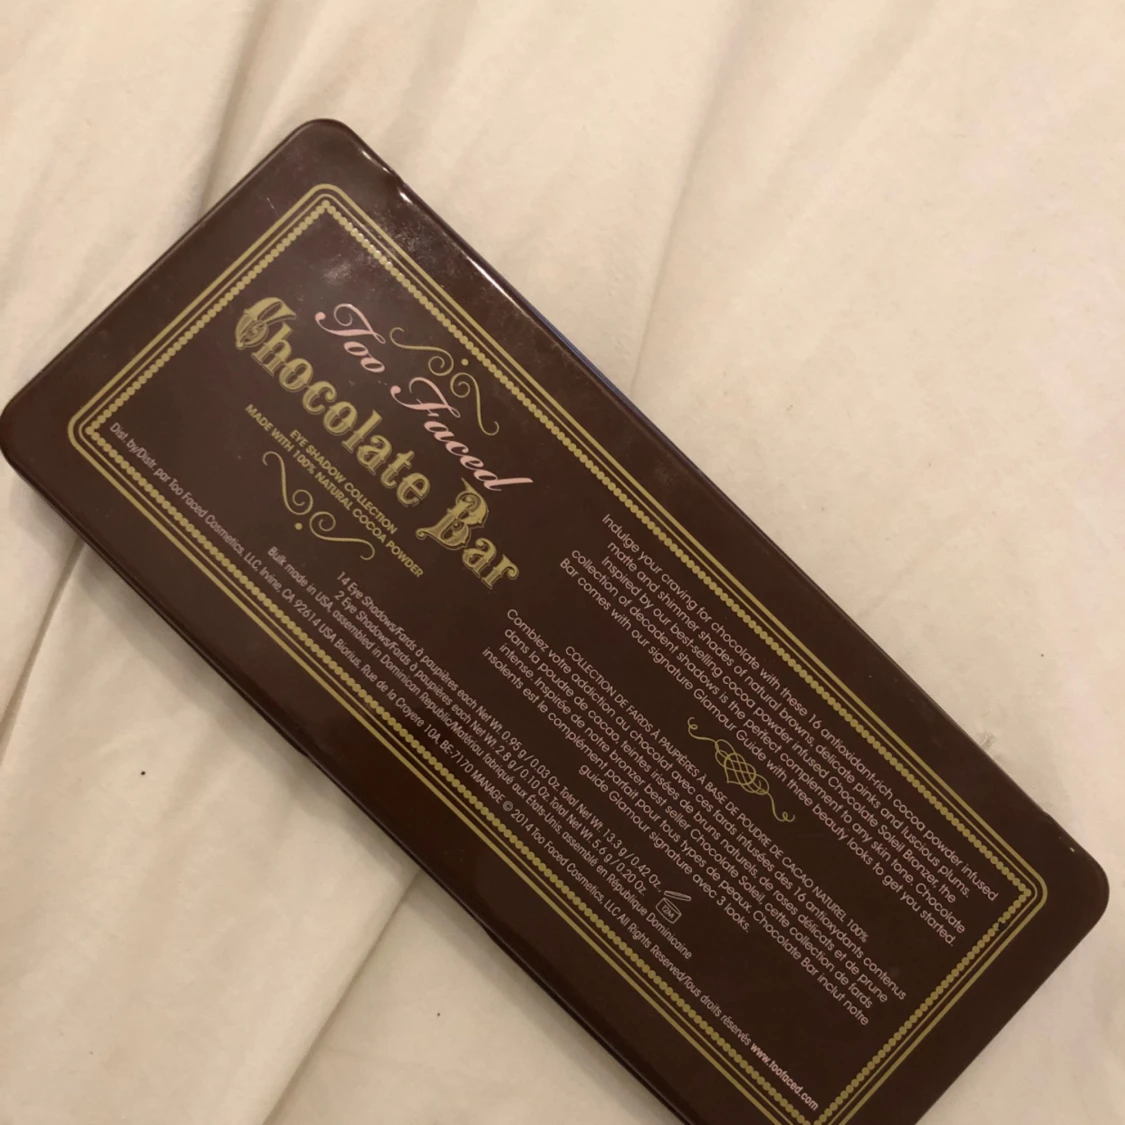 Too Faced
Chocolate Bar
EYE SHADOW COLLECTION
MADE WITH 100% NATURAL COCOA POWDER
Indulge your craving for chocolate with these 16 antioxidant-rich cocoa powder infused
matte and shimmer shades of natural browns, delicate pinks and luscious plums.
Inspired by our best-selling cocoa powder infused Chocolate Soleil Bronzer, the
collection of decadent shadows is the perfect complement to any skin tone. Chocolate
Bar comes with our signature Glamour Guide with three beauty looks to get you started.
COLLECTION DE FARDS À PAUPIÈRES À BASE DE POUDRE DE CACAO NATUREL 100%
Comblez votre addiction au chocolat avec ces fards infusées des 16 antioxydants contenus
dans la poudre de cacao, teintes irisées de bruns naturels, de roses délicats et de prune
intense. Inspirée de notre bronzer best seller Chocolate Soleil, cette collection de fards
insolents est le complément parfait pour tous types de peaux. Chocolate Bar inclut notre
guide Glamour signature avec 3 looks.
14 Eye Shadows/Fards à paupières each Net Wt. 0.95 g/0.03 Oz. Total Net Wt. 13.3 g/0.42 Oz.
2 Eye Shadows/Fards à paupières each Net Wt. 2.8 g/0.10 Oz. Total Net Wt. 5.6 g/0.20 Oz.
Bulk made in USA, assembled in Dominican Republic/Matériau fabriqué aux États-Unis, assemblé en République Dominicaine
12M
Dist. by/Distr. par Too Faced Cosmetics, LLC, Irvine, CA 92614 USA Biorius, Rue de la Croyere 10A, BE-7170 MANAGE © 2014 Too Faced Cosmetics, LLC All Rights Reserved/Tous droits réservés www.toofaced.com